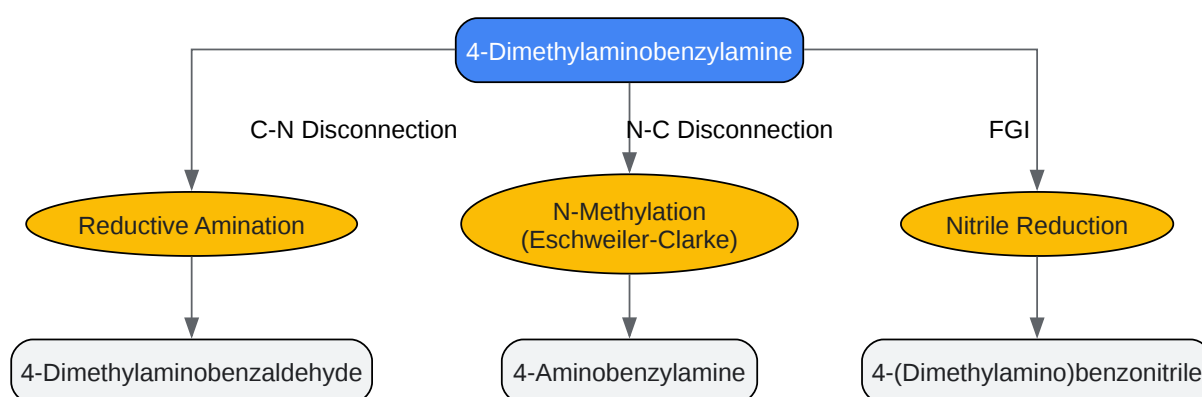 4-Dimethylaminobenzylamine
C-N Disconnection
N-C Disconnection
FGI
Reductive Amination
N-Methylation
(Eschweiler-Clarke)
Nitrile Reduction
4-Dimethylaminobenzaldehyde
4-Aminobenzylamine
4-(Dimethylamino)benzonitrile